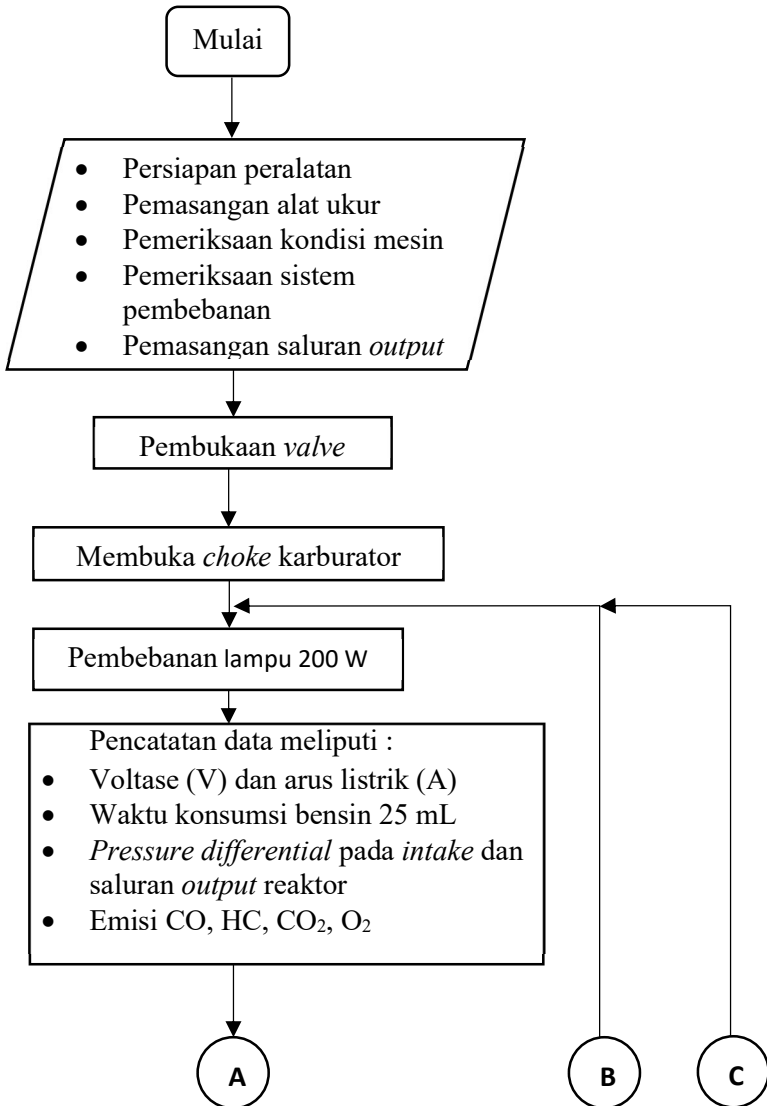 Mulai
• Persiapan peralatan
• Pemasangan alat ukur
• Pemeriksaan kondisi mesin
• Pemeriksaan sistem
pembebanan
• Pemasangan saluran output
Pembukaan valve
Membuka choke karburator
Pembebanan lampu 200 W
Pencatatan data meliputi :
• Voltase (V) dan arus listrik (A)
• Waktu konsumsi bensin 25 mL
• Pressure differential pada intake dan
saluran output reaktor
• Emisi CO, HC, CO₂, O₂
A
B
C